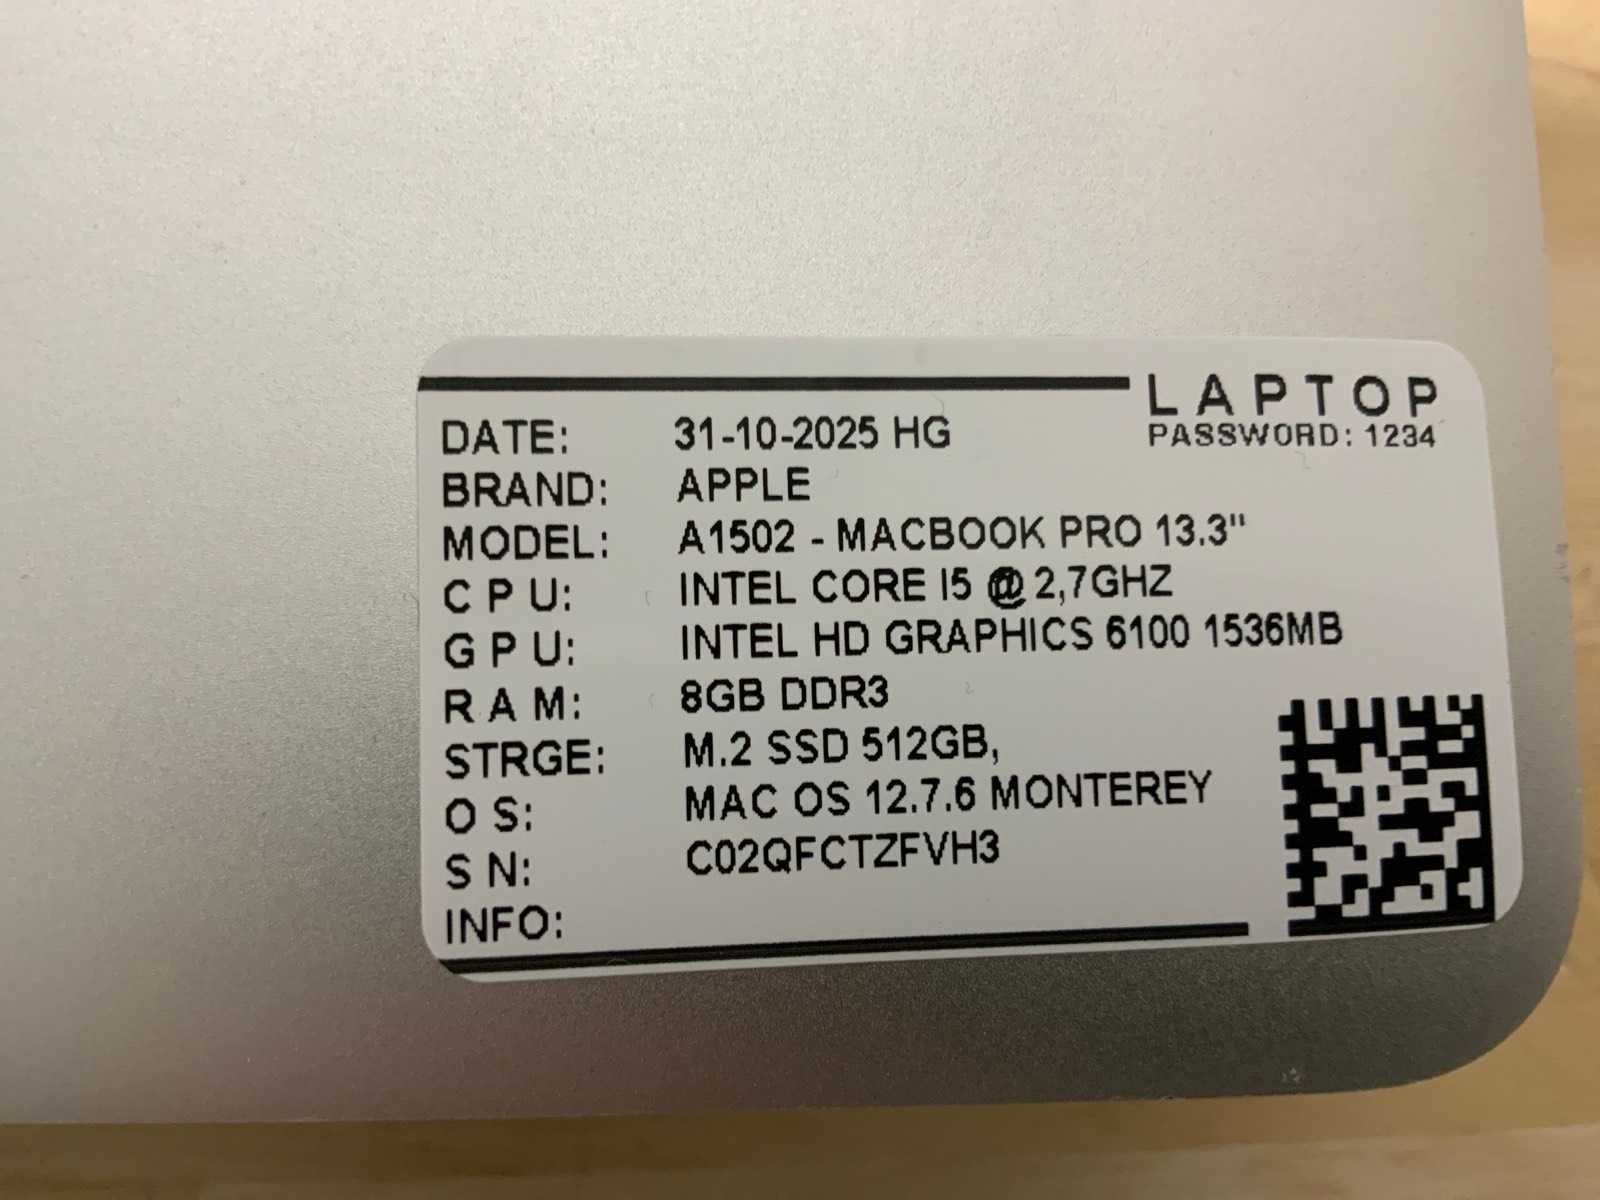 LAPTOP
PASSWORD: 1234
DATE: 31-10-2025 HG
BRAND: APPLE
MODEL: A1502 - MACBOOK PRO 13.3"
C P U: INTEL CORE I5 @ 2,7GHZ
G P U: INTEL HD GRAPHICS 6100 1536MB
R A M: 8GB DDR3
STRGE: M.2 SSD 512GB,
O S: MAC OS 12.7.6 MONTEREY
S N: C02QFCTZFVH3
INFO: